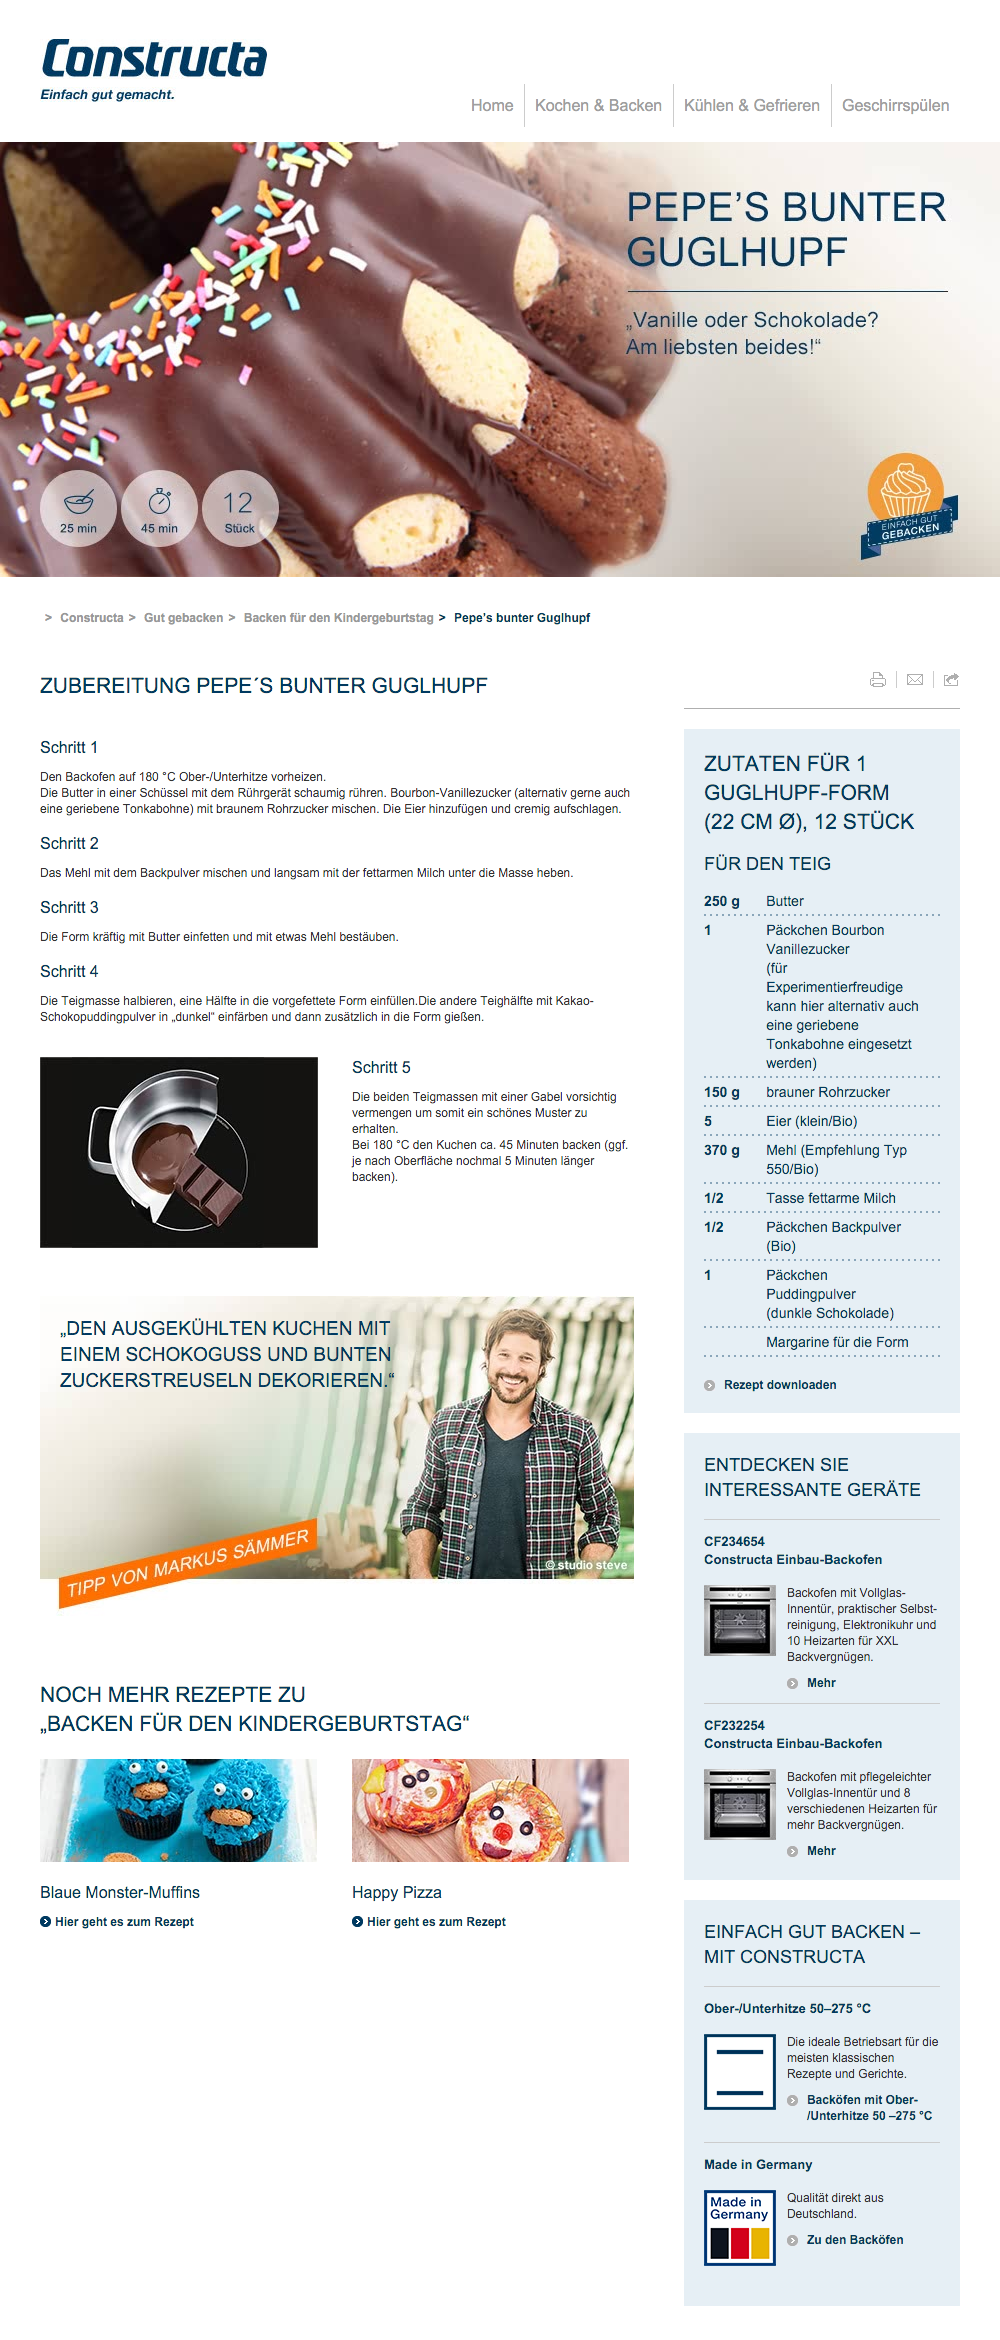 Constructa
Einfach gut gemacht.
Home
Kochen & Backen
Kühlen & Gefrieren
Geschirrspülen
PEPE’S BUNTER
GUGLHUPF
„Vanille oder Schokolade?
Am liebsten beides!“
25 min
45 min
12
Stück
EINFACH GUT
GEBACKEN
> Constructa > Gut gebacken > Backen für den Kindergeburtstag > Pepe’s bunter Guglhupf
ZUBEREITUNG PEPE´S BUNTER GUGLHUPF
Schritt 1
Den Backofen auf 180 °C Ober-/Unterhitze vorheizen.
Die Butter in einer Schüssel mit dem Rührgerät schaumig rühren. Bourbon-Vanillezucker (alternativ gerne auch
eine geriebene Tonkabohne) mit braunem Rohrzucker mischen. Die Eier hinzufügen und cremig aufschlagen.
Schritt 2
Das Mehl mit dem Backpulver mischen und langsam mit der fettarmen Milch unter die Masse heben.
Schritt 3
Die Form kräftig mit Butter einfetten und mit etwas Mehl bestäuben.
Schritt 4
Die Teigmasse halbieren, eine Hälfte in die vorgefettete Form einfüllen.Die andere Teighälfte mit Kakao-
Schokopuddingpulver in „dunkel“ einfärben und dann zusätzlich in die Form gießen.
Schritt 5
Die beiden Teigmassen mit einer Gabel vorsichtig
vermengen um somit ein schönes Muster zu
erhalten.
Bei 180 °C den Kuchen ca. 45 Minuten backen (ggf.
je nach Oberfläche nochmal 5 Minuten länger
backen).
„DEN AUSGEKÜHLTEN KUCHEN MIT
EINEM SCHOKOGUSS UND BUNTEN
ZUCKERSTREUSELN DEKORIEREN.“
TIPP VON MARKUS SÄMMER
© studio steve
NOCH MEHR REZEPTE ZU
„BACKEN FÜR DEN KINDERGEBURTSTAG“
Blaue Monster-Muffins
Hier geht es zum Rezept
Happy Pizza
Hier geht es zum Rezept
ZUTATEN FÜR 1
GUGLHUPF-FORM
(22 CM Ø), 12 STÜCK
FÜR DEN TEIG
250 g Butter
1 Päckchen Bourbon
Vanillezucker
(für
Experimentierfreudige
kann hier alternativ auch
eine geriebene
Tonkabohne eingesetzt
werden)
150 g brauner Rohrzucker
5 Eier (klein/Bio)
370 g Mehl (Empfehlung Typ
550/Bio)
1/2 Tasse fettarme Milch
1/2 Päckchen Backpulver
(Bio)
1 Päckchen
Puddingpulver
(dunkle Schokolade)
Margarine für die Form
Rezept downloaden
ENTDECKEN SIE
INTERESSANTE GERÄTE
CF234654
Constructa Einbau-Backofen
Backofen mit Vollglas-
Innentür, praktischer Selbst-
reinigung, Elektronikuhr und
10 Heizarten für XXL
Backvergnügen.
Mehr
CF232254
Constructa Einbau-Backofen
Backofen mit pflegeleichter
Vollglas-Innentür und 8
verschiedenen Heizarten für
mehr Backvergnügen.
Mehr
EINFACH GUT BACKEN –
MIT CONSTRUCTA
Ober-/Unterhitze 50–275 °C
Die ideale Betriebsart für die
meisten klassischen
Rezepte und Gerichte.
Backöfen mit Ober-
/Unterhitze 50 –275 °C
Made in Germany
Made in
Germany
Qualität direkt aus
Deutschland.
Zu den Backöfen